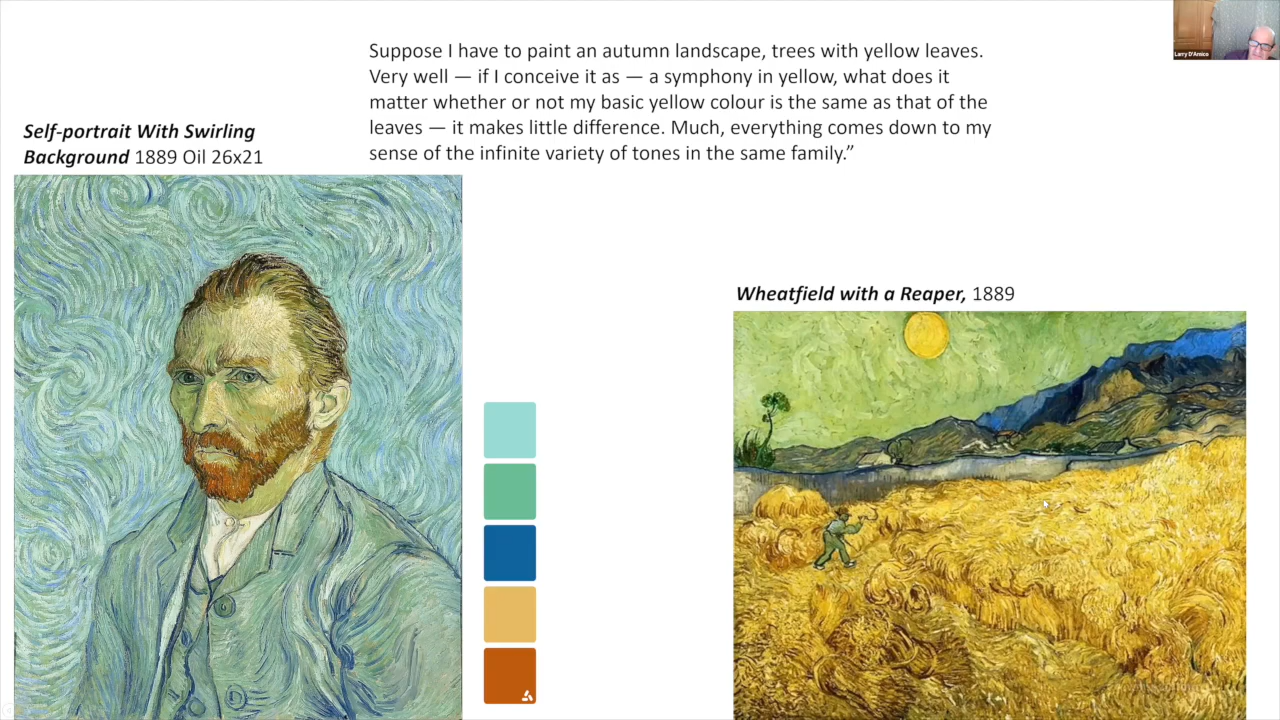 Suppose I have to paint an autumn landscape, trees with yellow leaves.
Very well — if I conceive it as — a symphony in yellow, what does it
matter whether or not my basic yellow colour is the same as that of the
leaves — it makes little difference. Much, everything comes down to my
sense of the infinite variety of tones in the same family.”
Self-portrait With Swirling
Background 1889 Oil 26x21
Wheatfield with a Reaper, 1889
Larry D'Amico